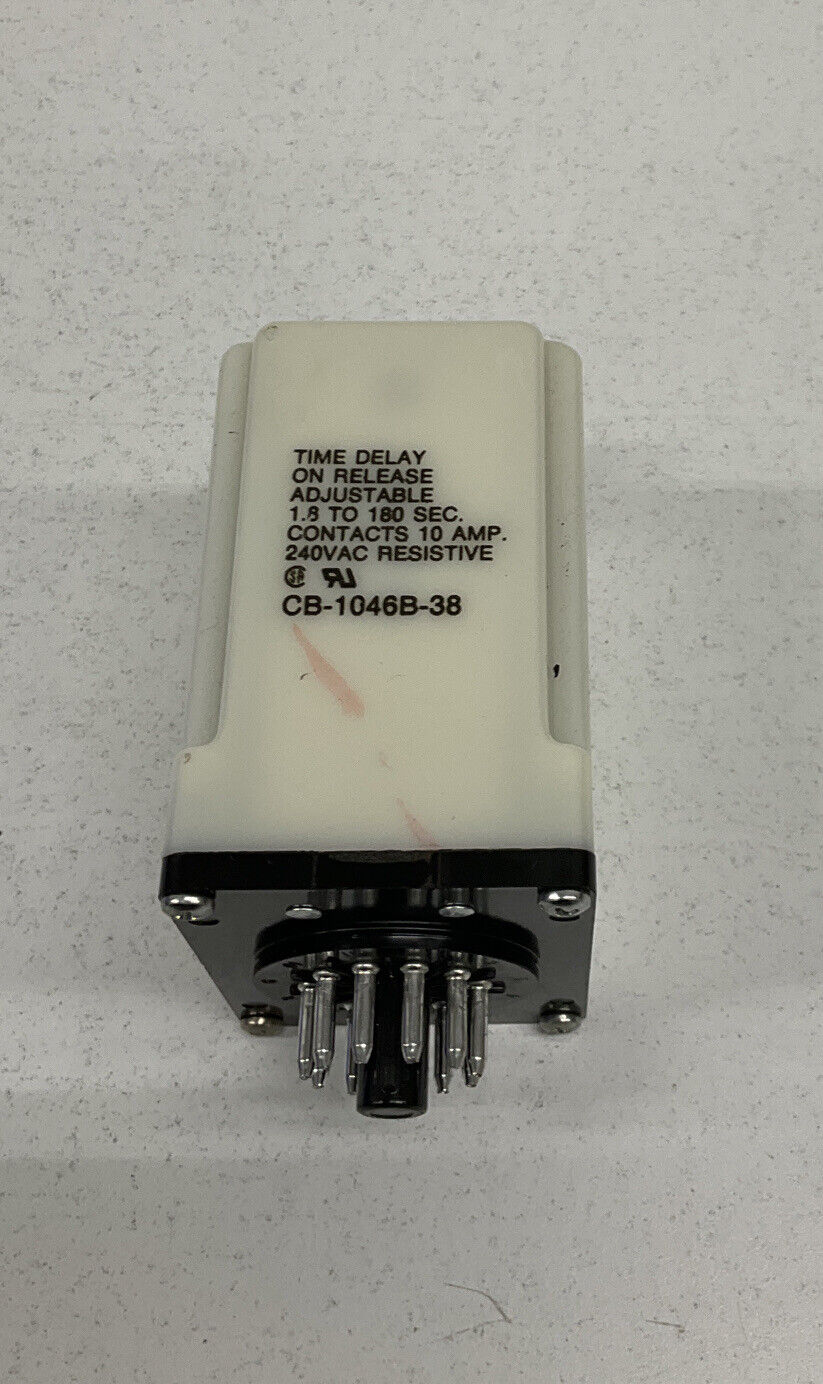 TIME DELAY
ON RELEASE
ADJUSTABLE
1.8 TO 180 SEC.
CONTACTS 10 AMP.
240VAC RESISTIVE
CB-1046B-38